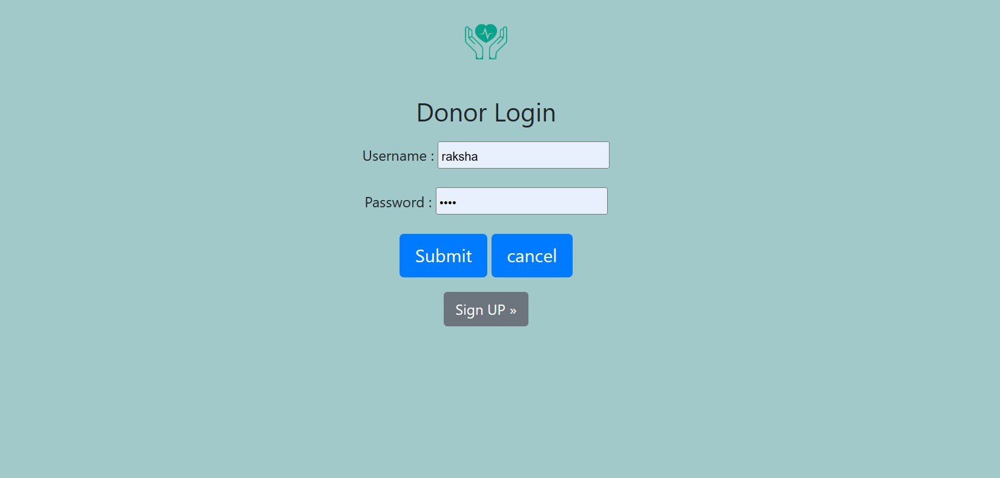 Donor Login
Username : raksha
Password : ••••
Submit cancel
Sign UP »